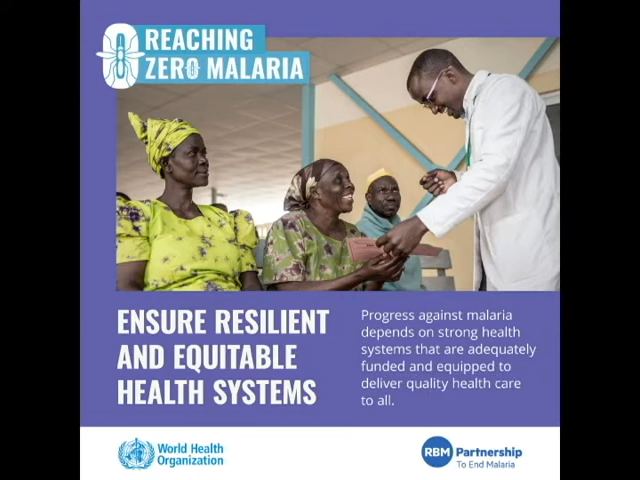 REACHING
ZERO MALARIA
ENSURE RESILIENT
AND EQUITABLE
HEALTH SYSTEMS
Progress against malaria
depends on strong health
systems that are adequately
funded and equipped to
deliver quality health care
to all.
World Health
Organization
RBM Partnership
To End Malaria